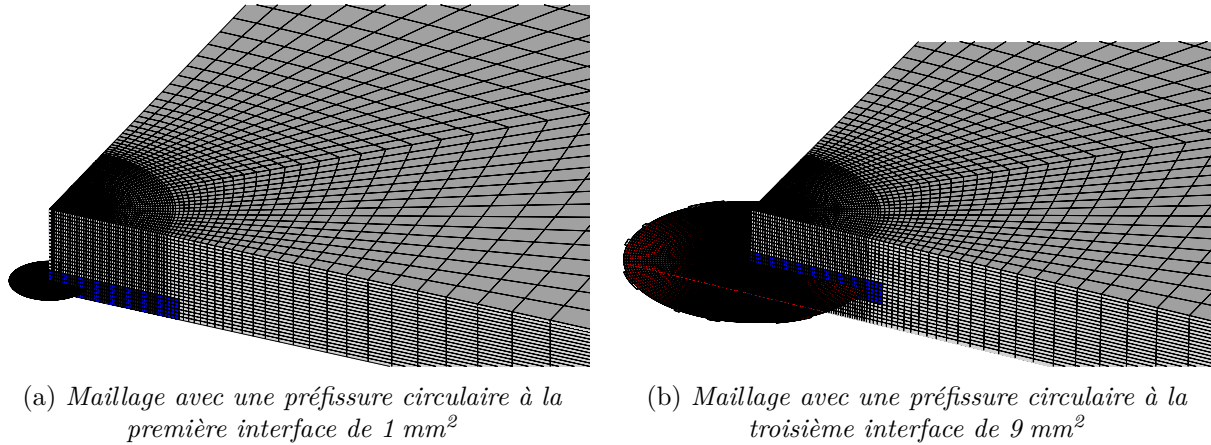 (a) Maillage avec une préfissure circulaire à la
première interface de 1 mm²
(b) Maillage avec une préfissure circulaire à la
troisième interface de 9 mm²